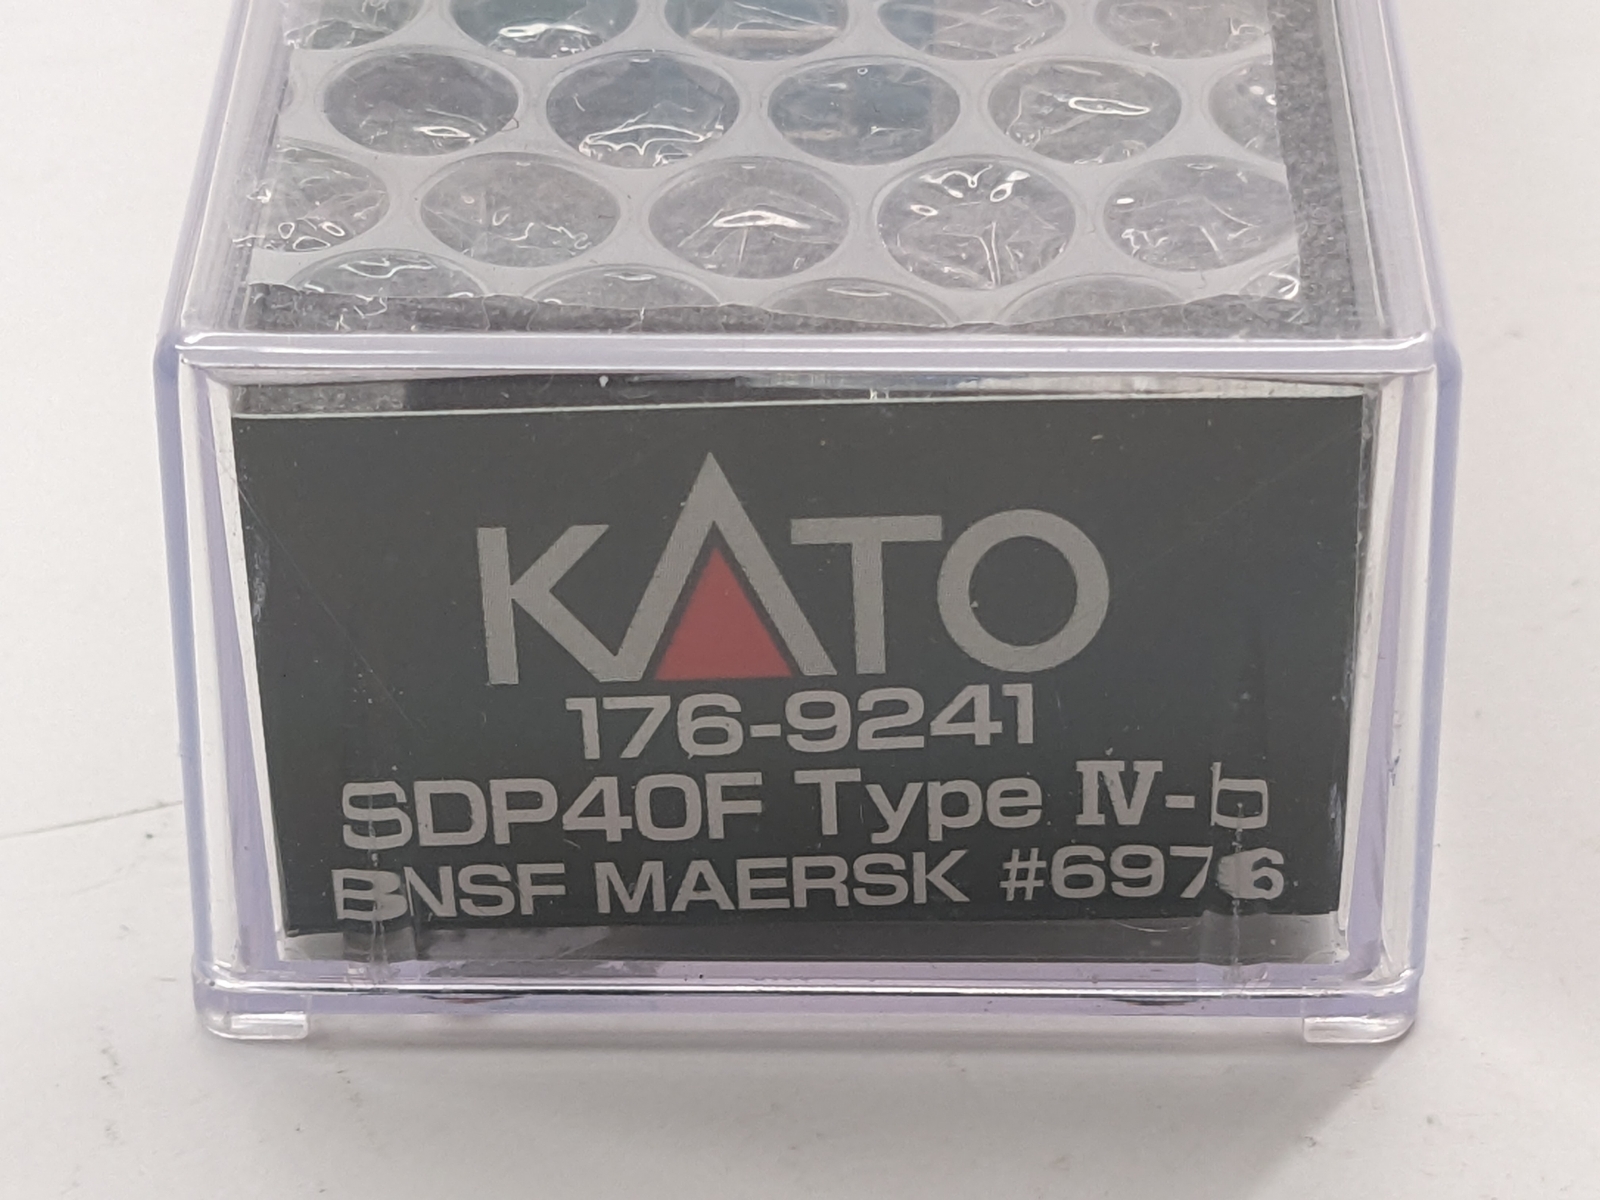 KATO
176-9241
SDP40F Type IV-b
BNSF MAERSK #6976